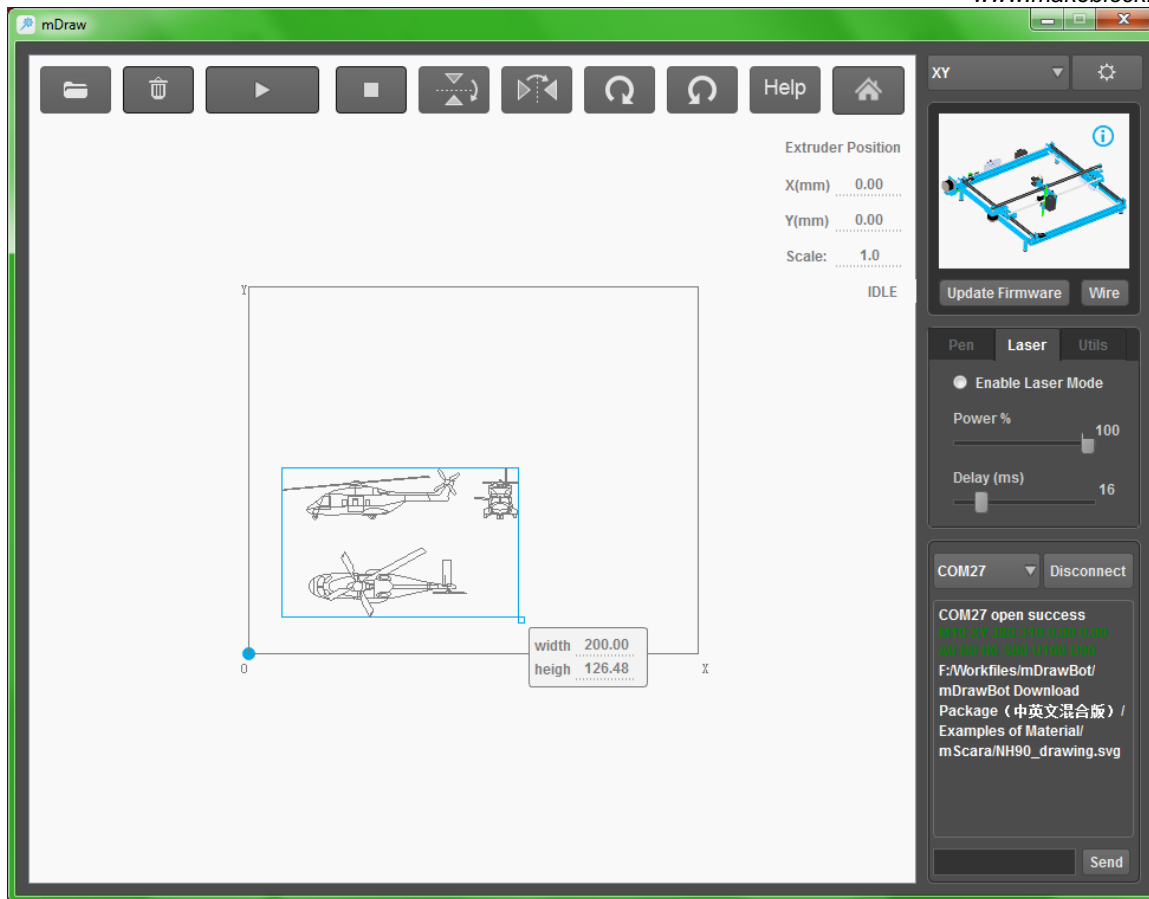 mDraw
Help
Extruder Position
X(mm) 0.00
Y(mm) 0.00
Scale: 1.0
IDLE
Y
O
X
width 200.00
heigh 126.48
XY
Update Firmware
Wire
Pen
Laser
Utils
Enable Laser Mode
Power %
100
Delay (ms)
16
COM27
Disconnect
COM27 open success
F:/Workfiles/mDrawBot/
mDrawBot Download
Package（中英文混合版）/
Examples of Material/
mScara/NH90_drawing.svg
Send